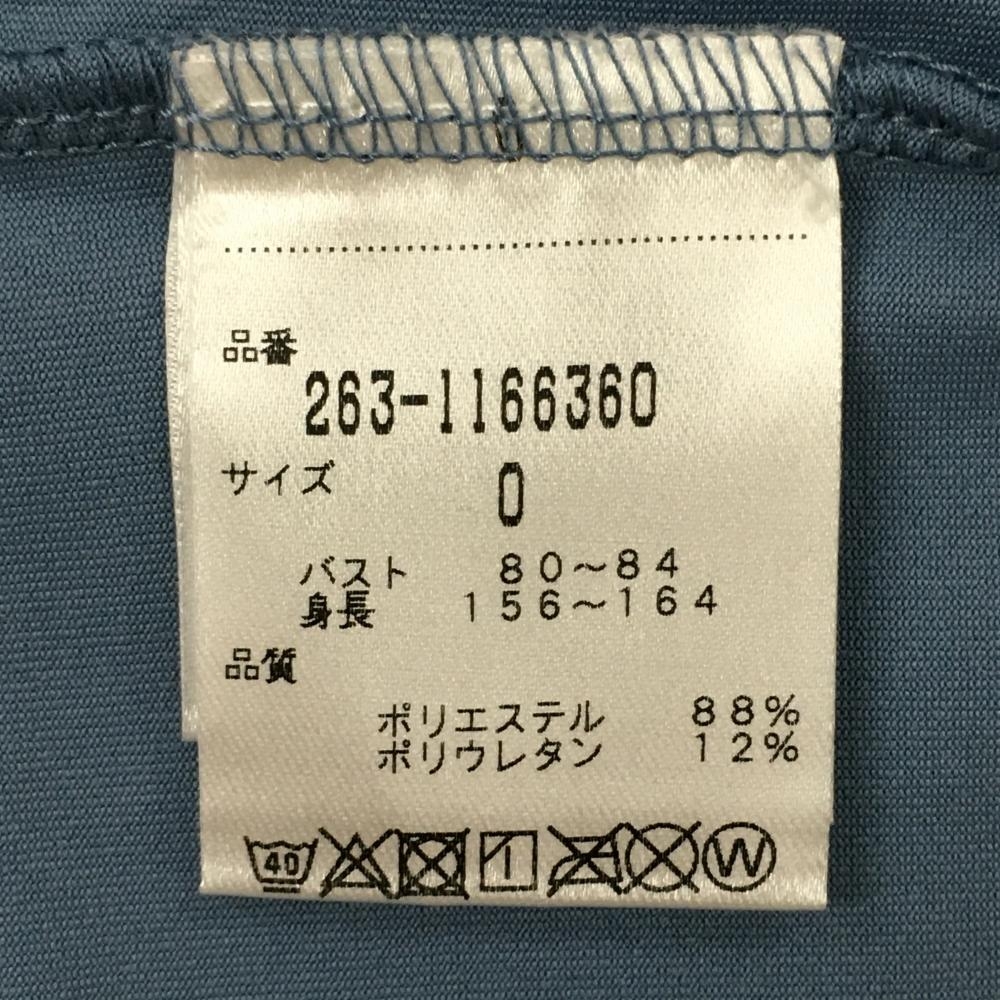 品番
263-1166360
サイズ 0
バスト 80～84
身長 156～164
品質
ポリエステル 88%
ポリウレタン 12%
40 W